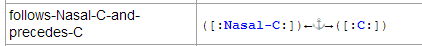 follows-Nasal-C-and-
precedes-C
([:Nasal-C:])←⚓→([:C:])